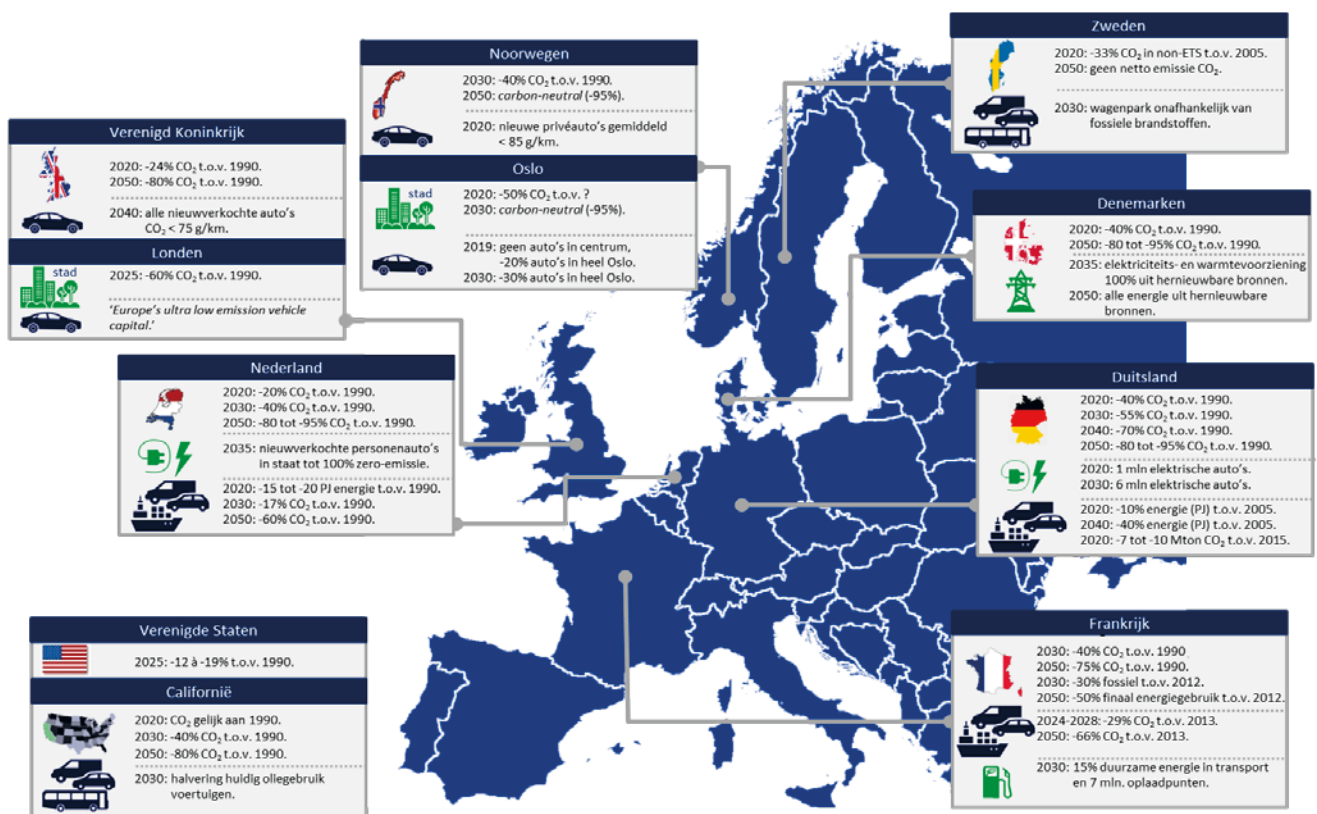 Noorwegen
2030: -40% CO₂ t.o.v. 1990.
2050: carbon-neutral (-95%).
2020: nieuwe privéauto's gemiddeld
< 85 g/km.
Oslo
stad
2020: -50% CO₂ t.o.v. ?
2030: carbon-neutral (-95%).
2019: geen auto's in centrum,
-20% auto's in heel Oslo.
2030: -30% auto's in heel Oslo.
Zweden
2020: -33% CO₂ in non-ETS t.o.v. 2005.
2050: geen netto emissie CO₂.
2030: wagenpark onafhankelijk van
fossiele brandstoffen.
Verenigd Koninkrijk
2020: -24% CO₂ t.o.v. 1990.
2050: -80% CO₂ t.o.v. 1990.
2040: alle nieuwverkochte auto's
CO₂ < 75 g/km.
Londen
stad
2025: -60% CO₂ t.o.v. 1990.
'Europe's ultra low emission vehicle
capital.'
Denemarken
2020: -40% CO₂ t.o.v. 1990.
2050: -80 tot -95% CO₂ t.o.v. 1990.
2035: elektriciteits- en warmtevoorziening
100% uit hernieuwbare bronnen.
2050: alle energie uit hernieuwbare
bronnen.
Nederland
2020: -20% CO₂ t.o.v. 1990.
2030: -40% CO₂ t.o.v. 1990.
2050: -80 tot -95% CO₂ t.o.v. 1990.
2035: nieuwverkochte personenauto's
in staat tot 100% zero-emissie.
2020: -15 tot -20 PJ energie t.o.v. 1990.
2030: -17% CO₂ t.o.v. 1990.
2050: -60% CO₂ t.o.v. 1990.
Duitsland
2020: -40% CO₂ t.o.v. 1990.
2030: -55% CO₂ t.o.v. 1990.
2040: -70% CO₂ t.o.v. 1990.
2050: -80 tot -95% CO₂ t.o.v. 1990.
2020: 1 mln elektrische auto's.
2030: 6 mln elektrische auto's.
2020: -10% energie (PJ) t.o.v. 2005.
2040: -40% energie (PJ) t.o.v. 2005.
2020: -7 tot -10 Mton CO₂ t.o.v. 2015.
Verenigde Staten
2025: -12 à -19% t.o.v. 1990.
Californië
2020: CO₂ gelijk aan 1990.
2030: -40% CO₂ t.o.v. 1990.
2050: -80% CO₂ t.o.v. 1990.
2030: halvering huidig oliegebruik
voertuigen.
Frankrijk
2030: -40% CO₂ t.o.v. 1990
2050: -75% CO₂ t.o.v. 1990.
2030: -30% fossiel t.o.v. 2012.
2050: -50% finaal energiegebruik t.o.v. 2012.
2024-2028: -29% CO₂ t.o.v. 2013.
2050: -66% CO₂ t.o.v. 2013.
2030: 15% duurzame energie in transport
en 7 mln. oplaadpunten.